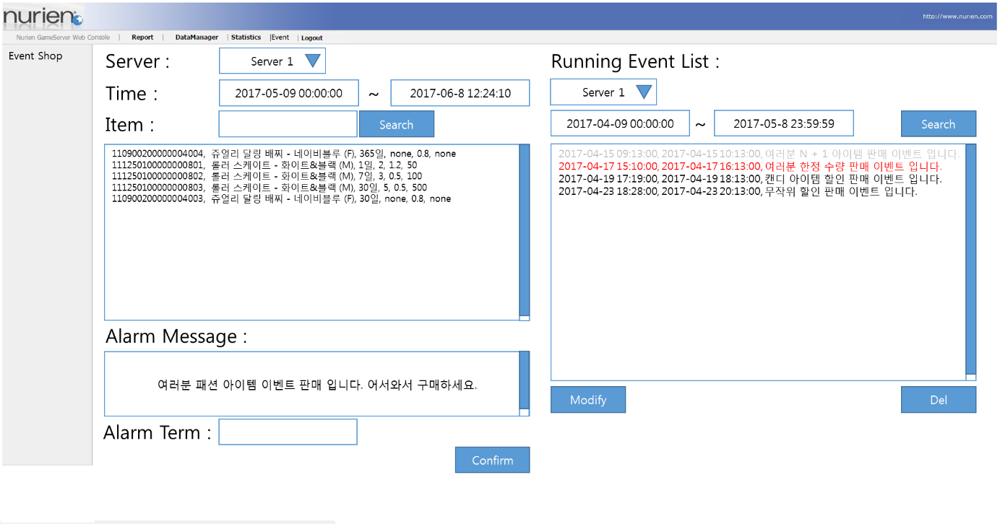 nurien
http://www.nurien.com
Nurien GameServer Web Console | Report | DataManager | Statistics |Event | Logout
Event Shop
Server :
Server 1
Time :
2017-05-09 00:00:00 ~ 2017-06-8 12:24:10
Item :
Search
110900200000004004, 쥬얼리 달링 배찌 - 네이비블루 (F), 365일, none, 0.8, none
111250100000000801, 롤러 스케이트 - 화이트&블랙 (M), 1일, 2, 1.2, 50
111250100000000802, 롤러 스케이트 - 화이트&블랙 (M), 7일, 3, 0.5, 100
111250100000000803, 롤러 스케이트 - 화이트&블랙 (M), 30일, 5, 0.5, 500
110900200000004003, 쥬얼리 달링 배찌 - 네이비블루 (F), 30일, none, 0.8, none
Alarm Message :
여러분 패션 아이템 이벤트 판매 입니다. 어서와서 구매하세요.
Alarm Term :
Confirm
Running Event List :
Server 1
2017-04-09 00:00:00 ~ 2017-05-8 23:59:59
Search
2017-04-15 09:13:00, 2017-04-15 10:13:00, 여러분 N + 1 아이템 판매 이벤트 입니다.
2017-04-17 15:10:00, 2017-04-17 16:13:00, 여러분 한정 수량 판매 이벤트 입니다.
2017-04-19 17:19:00, 2017-04-19 18:13:00, 캔디 아이템 할인 판매 이벤트 입니다.
2017-04-23 18:28:00, 2017-04-23 20:13:00, 무작위 할인 판매 이벤트 입니다.
Modify
Del